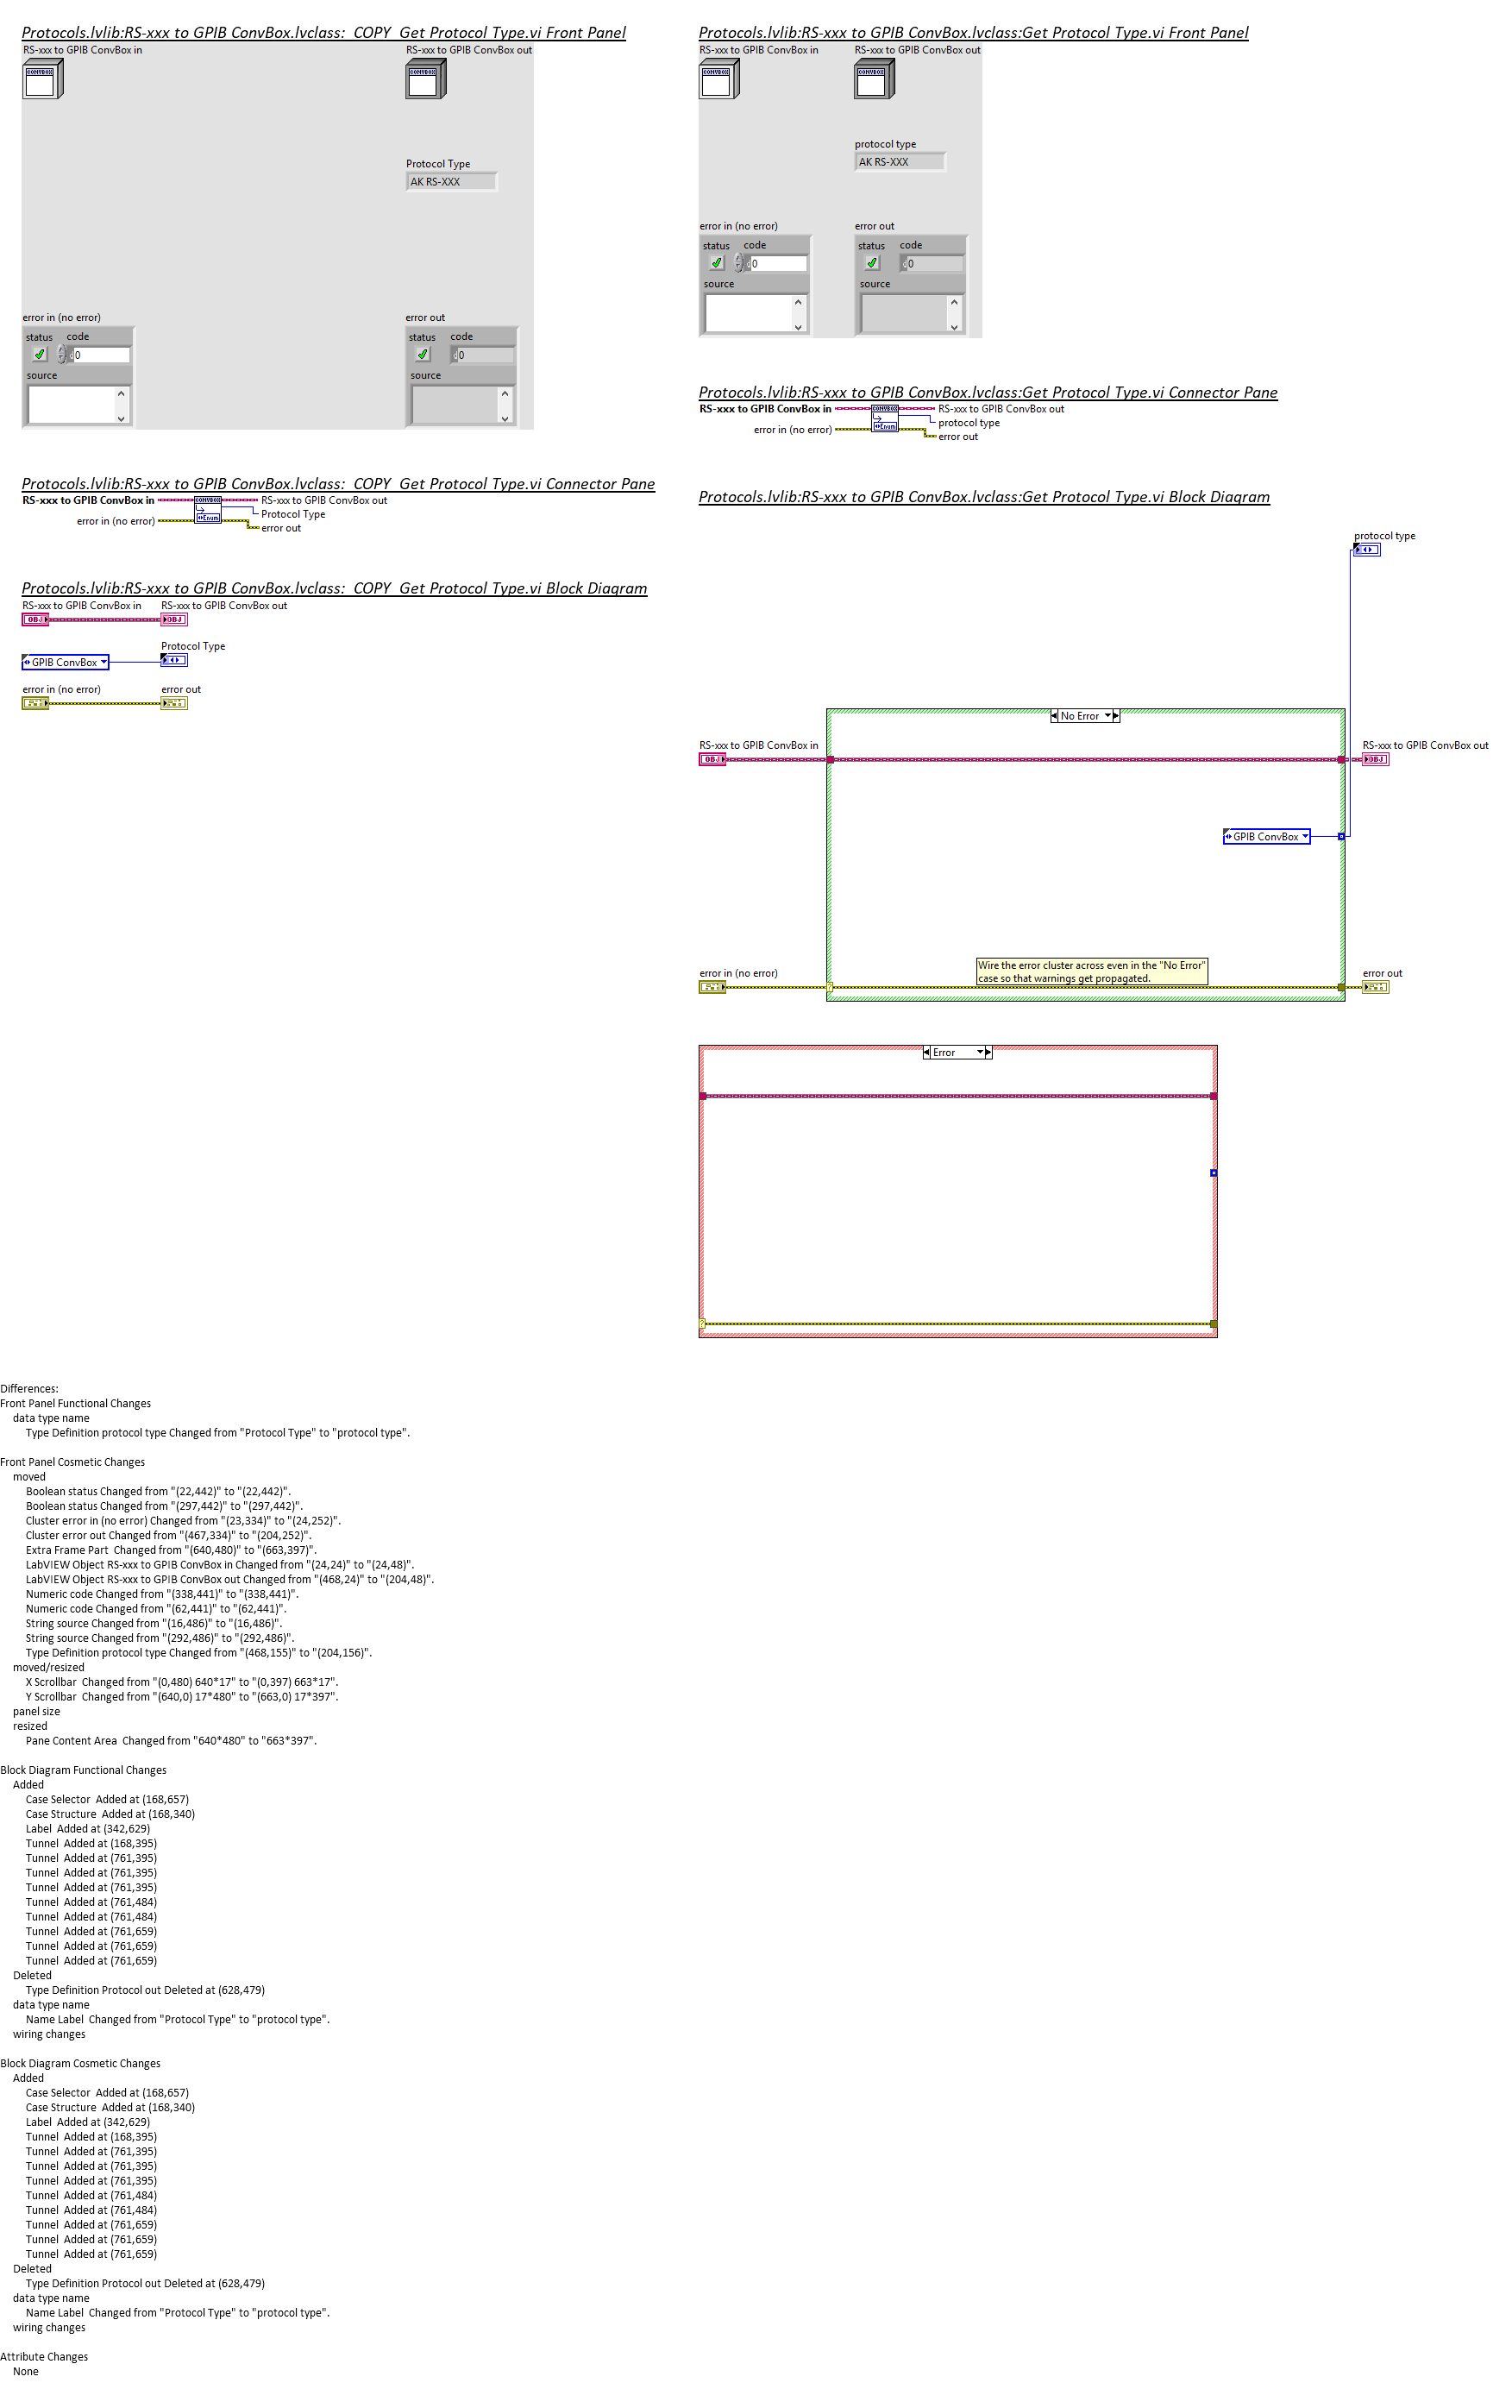 Protocols.lvlib:RS-xxx to GPIB ConvBox.lvclass:  COPY  Get Protocol Type.vi Front Panel
RS-xxx to GPIB ConvBox in
RS-xxx to GPIB ConvBox out
CONVBOX
CONVBOX
Protocol Type
AK RS-XXX
error in (no error)
error out
status
code
status
code
0
0
source
source
Protocols.lvlib:RS-xxx to GPIB ConvBox.lvclass:  COPY  Get Protocol Type.vi Connector Pane
RS-xxx to GPIB ConvBox in
CONVBOX
RS-xxx to GPIB ConvBox out
Protocol Type
error in (no error)
Enum
error out
Protocols.lvlib:RS-xxx to GPIB ConvBox.lvclass:  COPY  Get Protocol Type.vi Block Diagram
RS-xxx to GPIB ConvBox in
RS-xxx to GPIB ConvBox out
OBJ
OBJ
Protocol Type
GPIB ConvBox
error in (no error)
error out
Protocols.lvlib:RS-xxx to GPIB ConvBox.lvclass:Get Protocol Type.vi Front Panel
RS-xxx to GPIB ConvBox in
RS-xxx to GPIB ConvBox out
CONVBOX
CONVBOX
protocol type
AK RS-XXX
error in (no error)
error out
status
code
status
code
0
0
source
source
Protocols.lvlib:RS-xxx to GPIB ConvBox.lvclass:Get Protocol Type.vi Connector Pane
RS-xxx to GPIB ConvBox in
CONVBOX
RS-xxx to GPIB ConvBox out
protocol type
error in (no error)
Enum
error out
Protocols.lvlib:RS-xxx to GPIB ConvBox.lvclass:Get Protocol Type.vi Block Diagram
protocol type
No Error
RS-xxx to GPIB ConvBox in
RS-xxx to GPIB ConvBox out
OBJ
OBJ
GPIB ConvBox
Wire the error cluster across even in the "No Error"
case so that warnings get propagated.
error in (no error)
error out
Error
Differences:
Front Panel Functional Changes
data type name
Type Definition protocol type Changed from "Protocol Type" to "protocol type".
Front Panel Cosmetic Changes
moved
Boolean status Changed from "(22,442)" to "(22,442)".
Boolean status Changed from "(297,442)" to "(297,442)".
Cluster error in (no error) Changed from "(23,334)" to "(24,252)".
Cluster error out Changed from "(467,334)" to "(204,252)".
Extra Frame Part  Changed from "(640,480)" to "(663,397)".
LabVIEW Object RS-xxx to GPIB ConvBox in Changed from "(24,24)" to "(24,48)".
LabVIEW Object RS-xxx to GPIB ConvBox out Changed from "(468,24)" to "(204,48)".
Numeric code Changed from "(338,441)" to "(338,441)".
Numeric code Changed from "(62,441)" to "(62,441)".
String source Changed from "(16,486)" to "(16,486)".
String source Changed from "(292,486)" to "(292,486)".
Type Definition protocol type Changed from "(468,155)" to "(204,156)".
moved/resized
X Scrollbar  Changed from "(0,480) 640*17" to "(0,397) 663*17".
Y Scrollbar  Changed from "(640,0) 17*480" to "(663,0) 17*397".
panel size
resized
Pane Content Area  Changed from "640*480" to "663*397".
Block Diagram Functional Changes
Added
Case Selector  Added at (168,657)
Case Structure  Added at (168,340)
Label  Added at (342,629)
Tunnel  Added at (168,395)
Tunnel  Added at (761,395)
Tunnel  Added at (761,395)
Tunnel  Added at (761,395)
Tunnel  Added at (761,484)
Tunnel  Added at (761,484)
Tunnel  Added at (761,659)
Tunnel  Added at (761,659)
Tunnel  Added at (761,659)
Deleted
Type Definition Protocol out Deleted at (628,479)
data type name
Name Label  Changed from "Protocol Type" to "protocol type".
wiring changes
Block Diagram Cosmetic Changes
Added
Case Selector  Added at (168,657)
Case Structure  Added at (168,340)
Label  Added at (342,629)
Tunnel  Added at (168,395)
Tunnel  Added at (761,395)
Tunnel  Added at (761,395)
Tunnel  Added at (761,395)
Tunnel  Added at (761,484)
Tunnel  Added at (761,484)
Tunnel  Added at (761,659)
Tunnel  Added at (761,659)
Tunnel  Added at (761,659)
Deleted
Type Definition Protocol out Deleted at (628,479)
data type name
Name Label  Changed from "Protocol Type" to "protocol type".
wiring changes
Attribute Changes
None